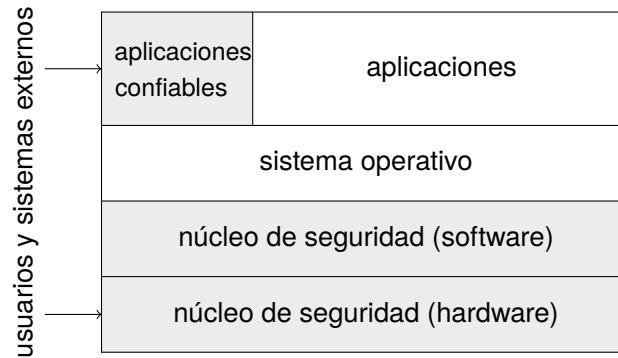 usuarios y sistemas externos
aplicaciones
confiables
aplicaciones
sistema operativo
núcleo de seguridad (software)
núcleo de seguridad (hardware)